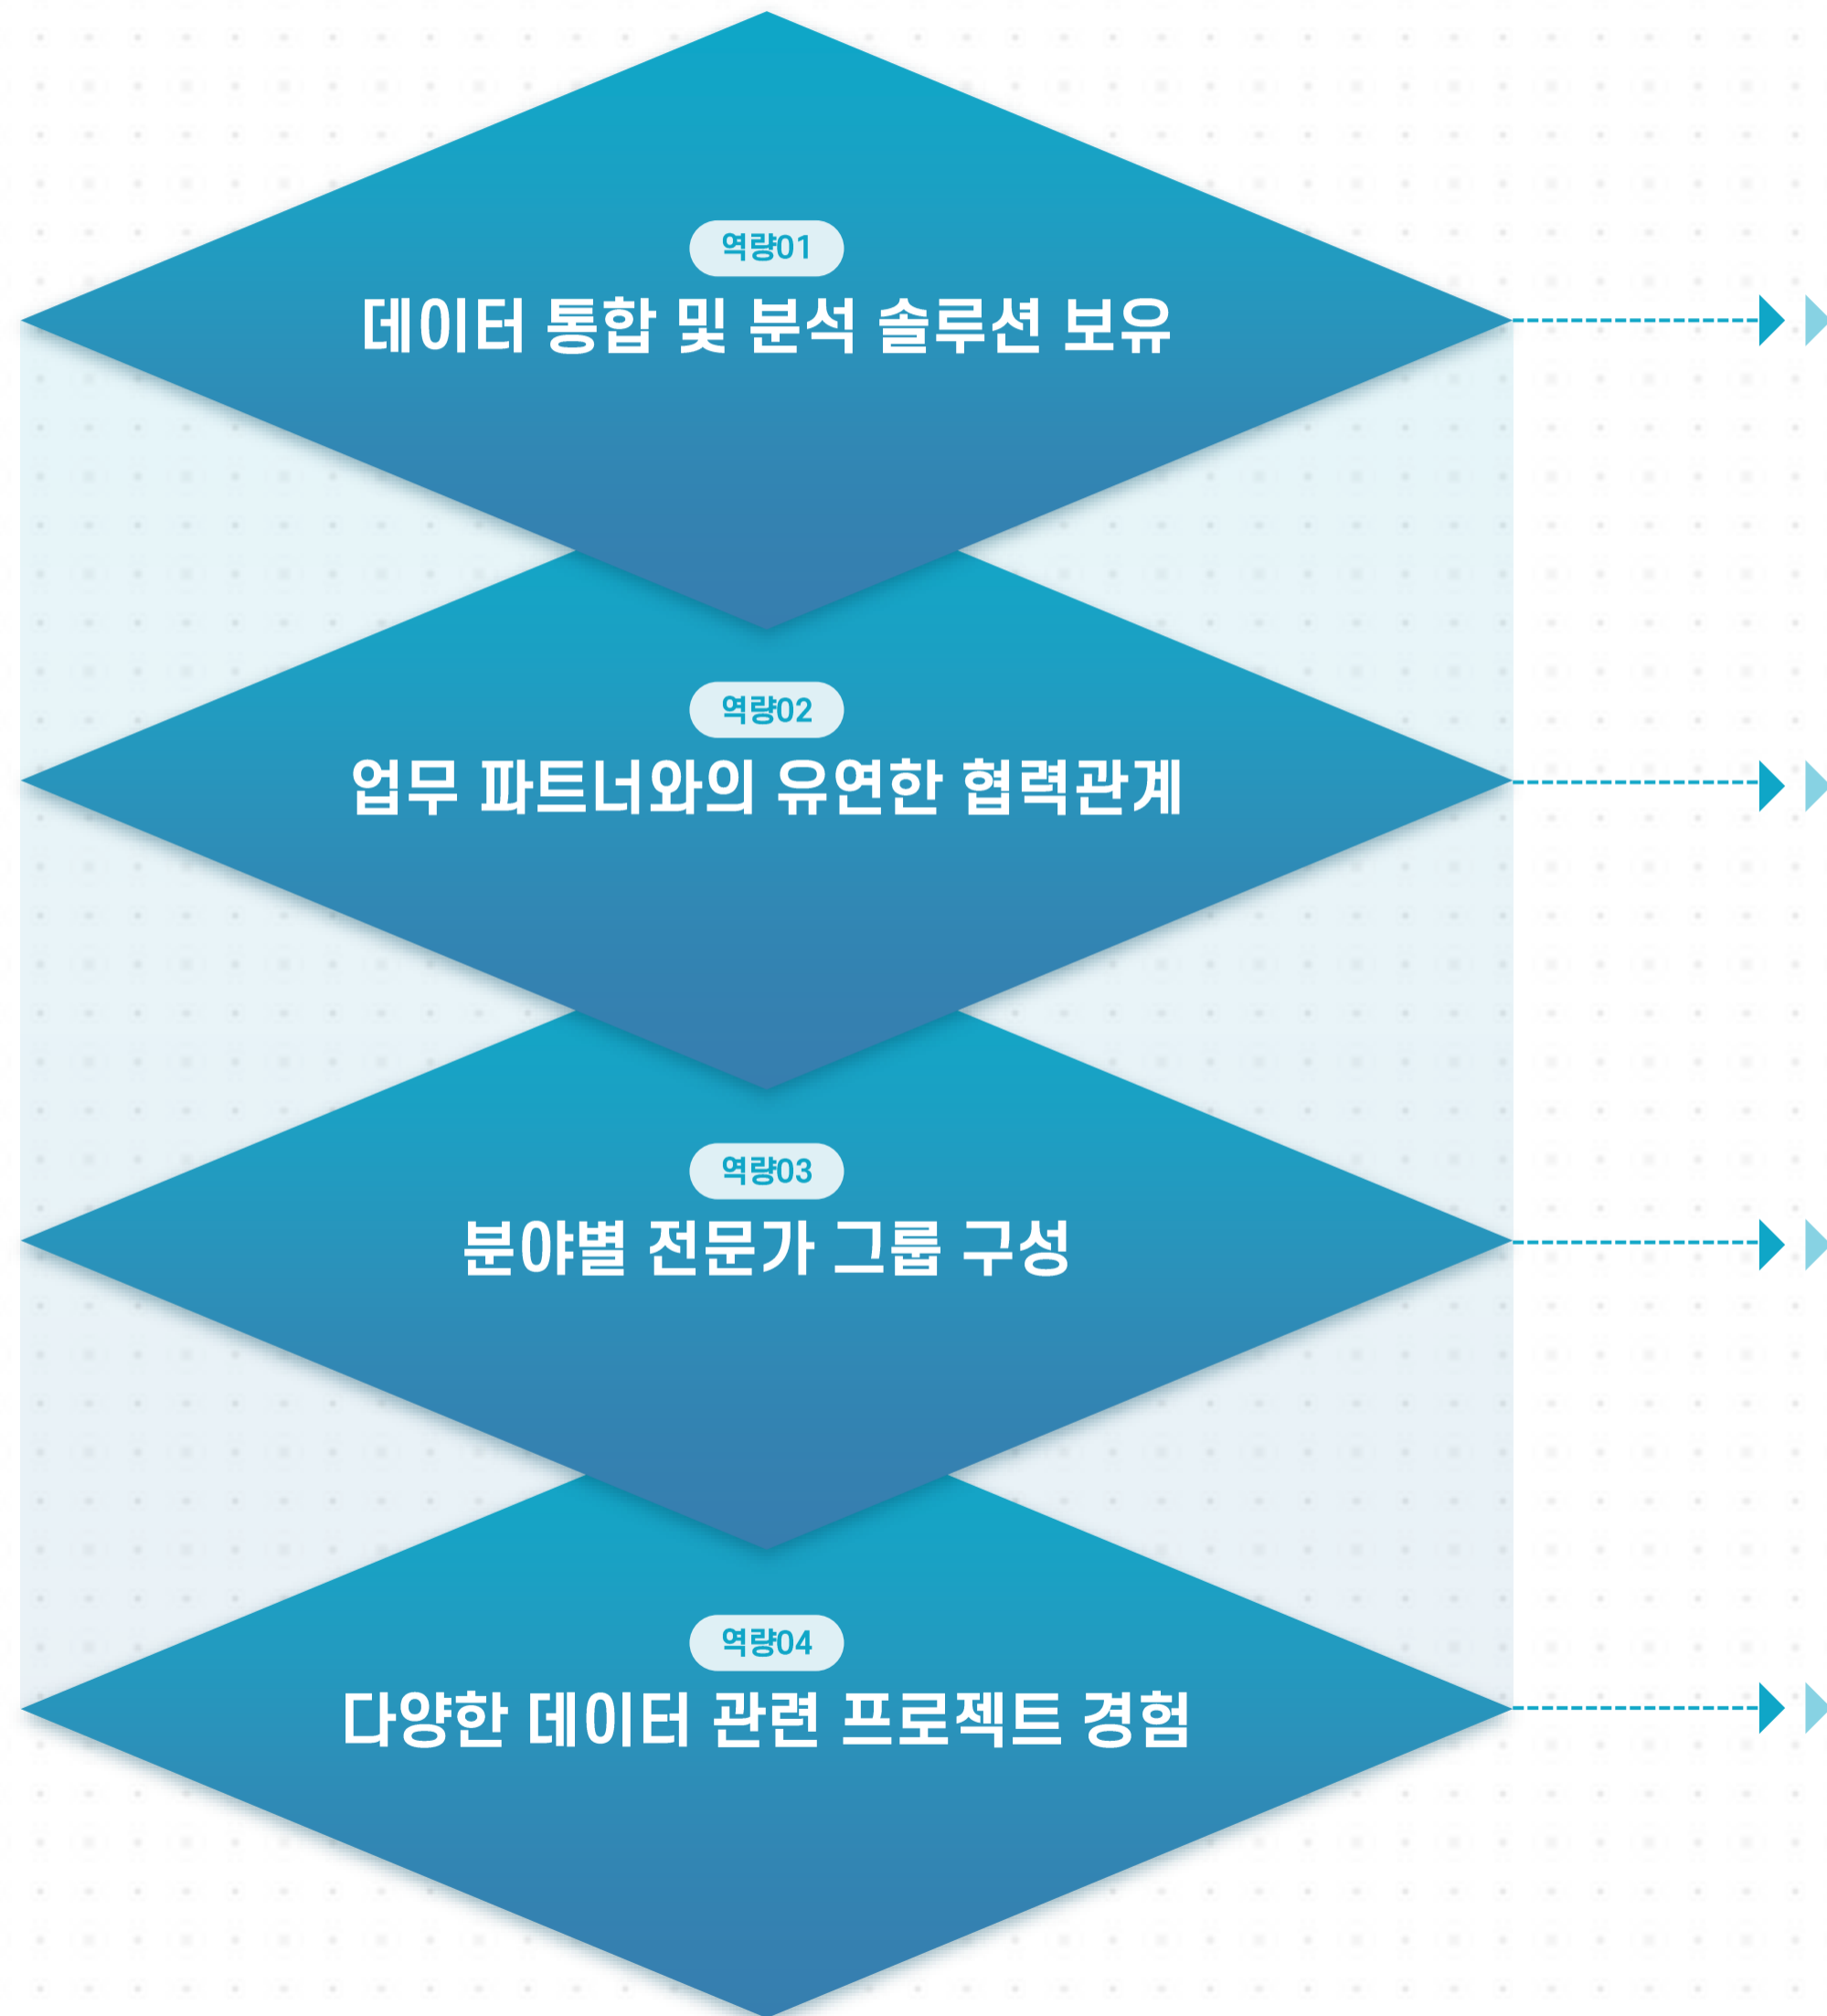 역량01
데이터 통합 및 분석 슬루션 보유
역량02
업무 파트너와의 유연한 협력관계
역량03
분야별 전문가 그룹 구성
역량04
다양한 데이터 관련 프로젝트 경험